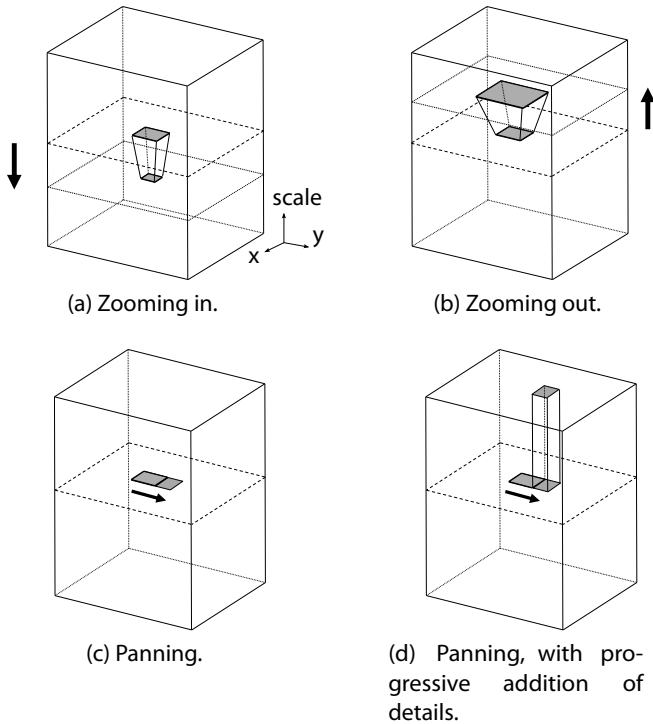 scale
y
x
(a) Zooming in.
(b) Zooming out.
(c) Panning.
(d) Panning, with pro-
gressive addition of
details.